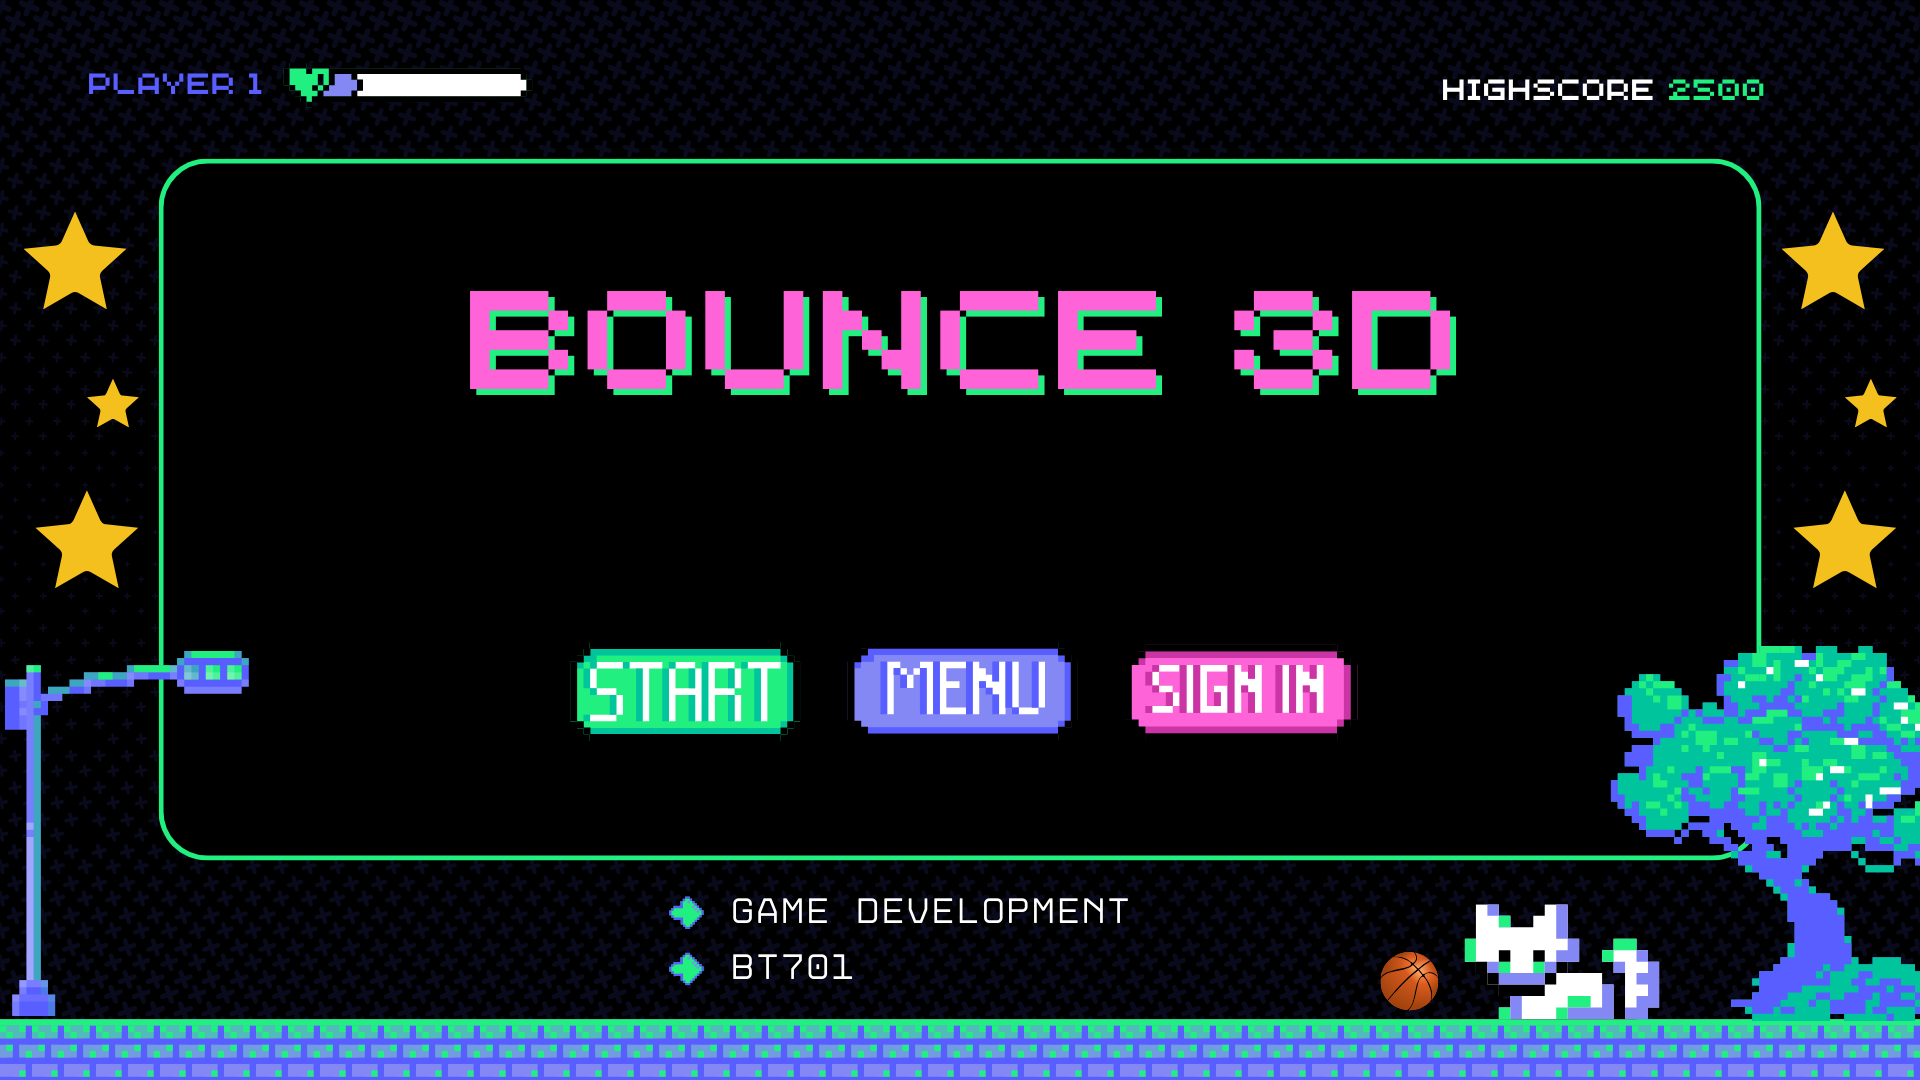 PLAYER 1
HIGHSCORE 2500
BOUNCE 3D
START
MENU
SIGN IN
GAME DEVELOPMENT
BT701